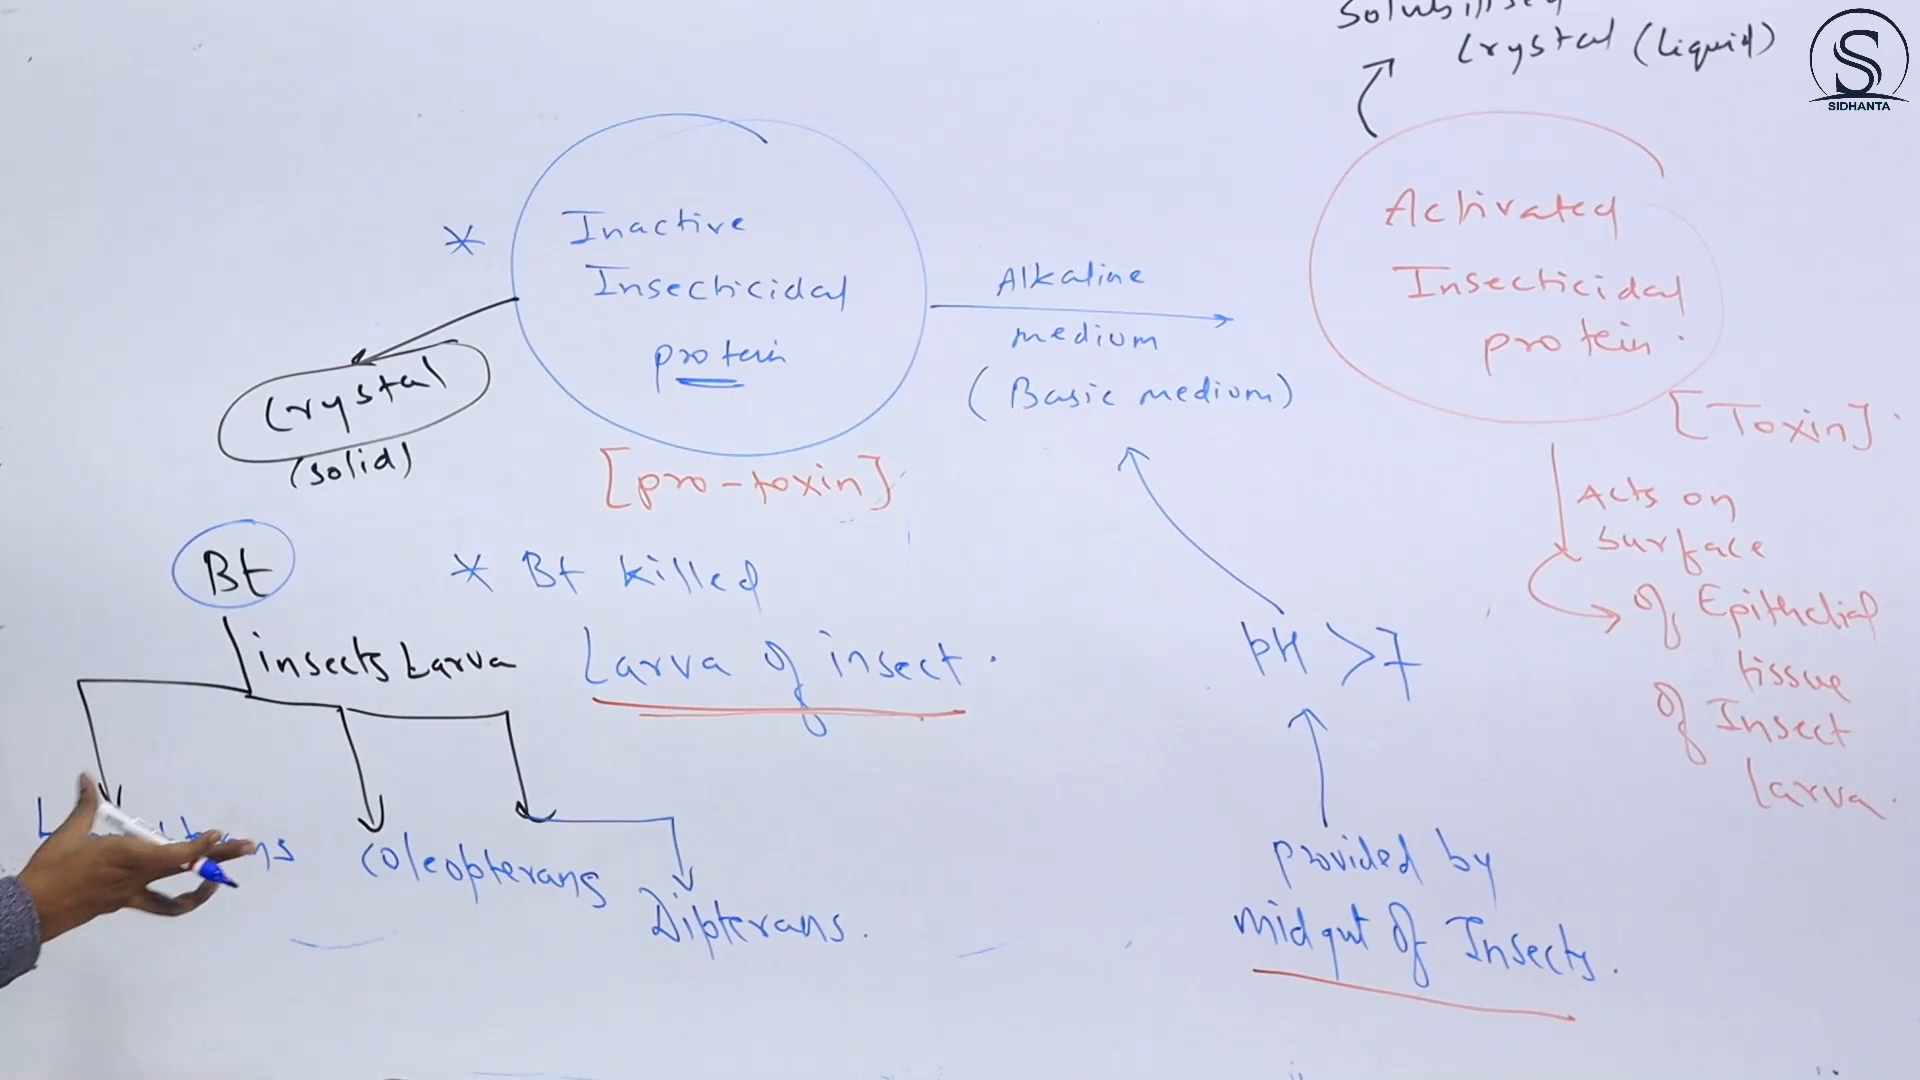 Crystal (Liquid)
SIDHANTA
Inactive
Insecticidal
protein
[pro-toxin]
Crystal
(solid)
Alkaline
medium
(Basic medium)
Activated
Insecticidal
protein.
[Toxin].
Acts on
surface
of Epithelial
tissue
of Insect
larva.
Bt
insects Larva
* Bt killed
Larva of insect.
Coleopterans
Dipterans.
pH >7
provided by
midgut of Insects.